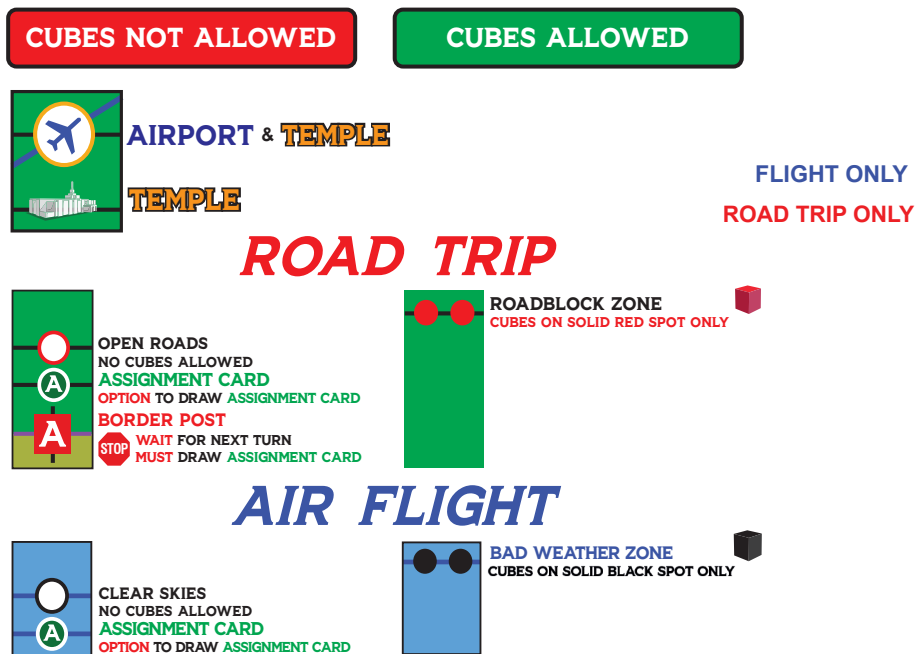 CUBES NOT ALLOWED
CUBES ALLOWED
AIRPORT & TEMPLE
TEMPLE
FLIGHT ONLY
ROAD TRIP ONLY
ROAD TRIP
OPEN ROADS
NO CUBES ALLOWED
A
ASSIGNMENT CARD
OPTION TO DRAW ASSIGNMENT CARD
A
BORDER POST
STOP
WAIT FOR NEXT TURN
MUST DRAW ASSIGNMENT CARD
ROADBLOCK ZONE
CUBES ON SOLID RED SPOT ONLY
AIR FLIGHT
CLEAR SKIES
NO CUBES ALLOWED
A
ASSIGNMENT CARD
OPTION TO DRAW ASSIGNMENT CARD
BAD WEATHER ZONE
CUBES ON SOLID BLACK SPOT ONLY